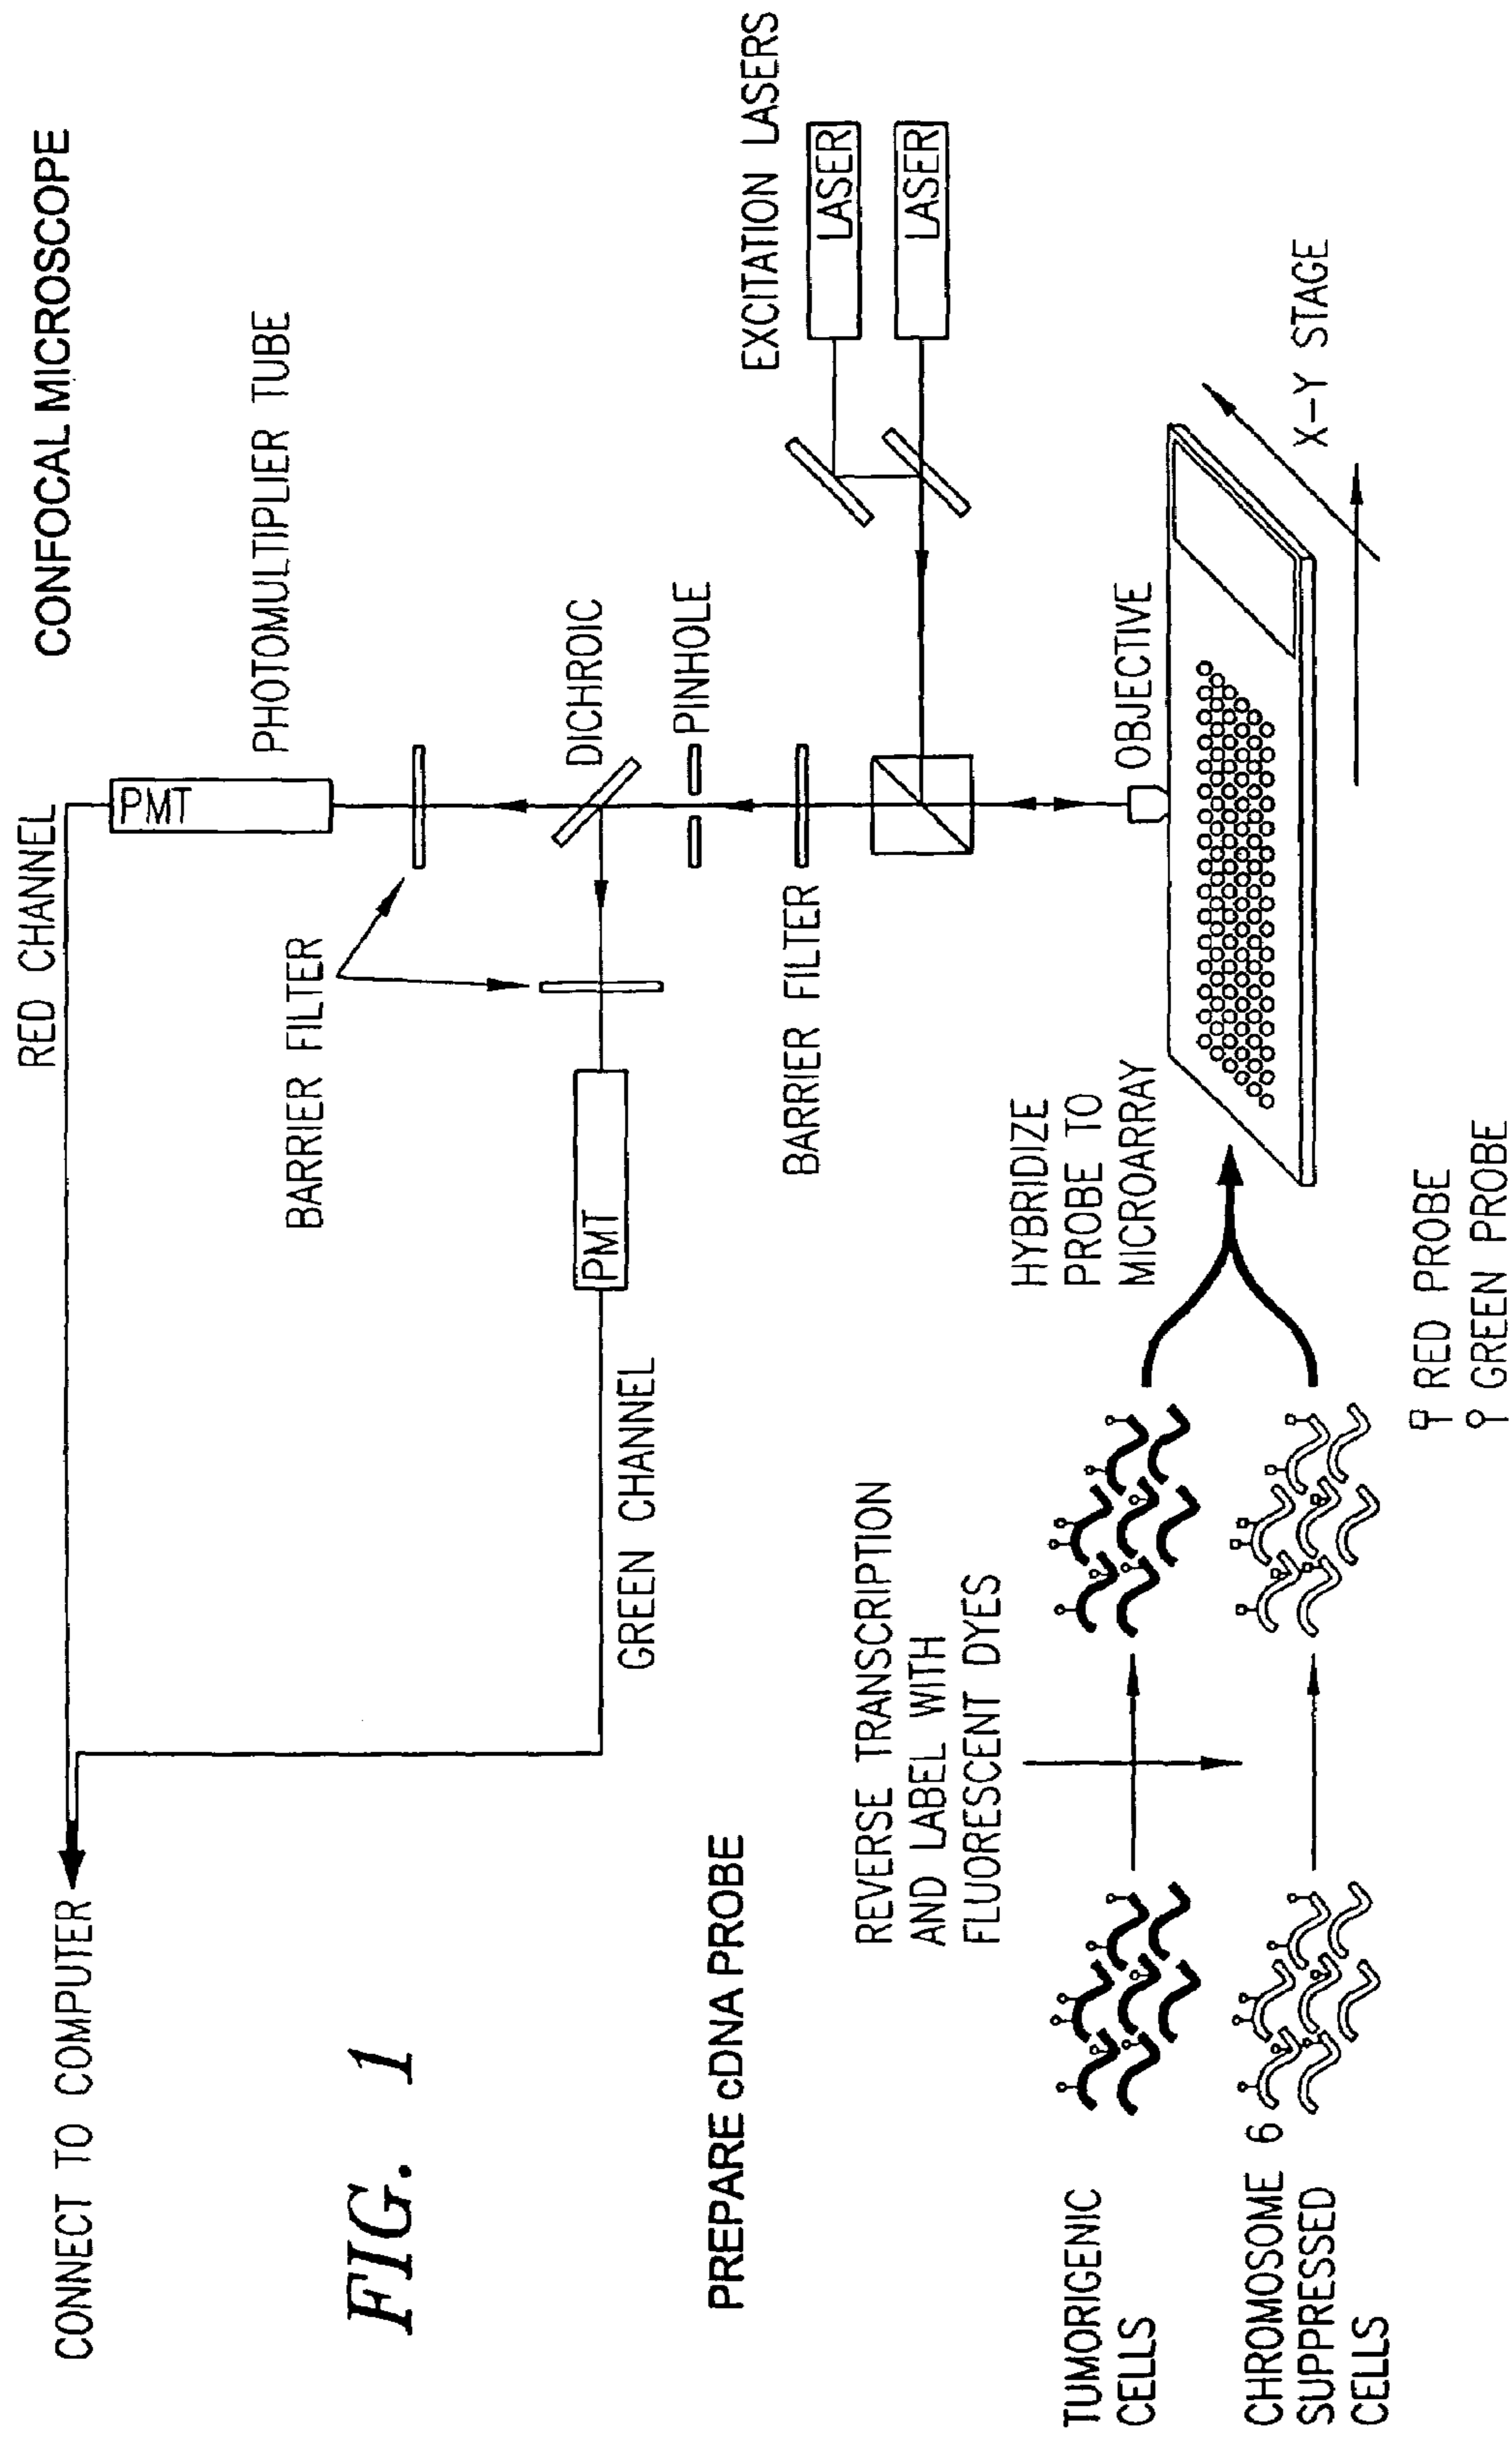 CONFOCAL MICROSCOPE
RED CHANNEL
CONNECT TO COMPUTER
PHOTOMULTIPLIER TUBE
PMT
BARRIER FILTER
FIG. 1
DICHROIC
PMT
GREEN CHANNEL
PINHOLE
EXCITATION LASERS
LASER
LASER
BARRIER FILTER
PREPARE cDNA PROBE
REVERSE TRANSCRIPTION
AND LABEL WITH
FLUORESCENT DYES
HYBRIDIZE
PROBE TO
MICROARRAY
OBJECTIVE
X-Y STAGE
TUMORIGENIC
CELLS
CHROMOSOME 6
SUPPRESSED
CELLS
RED PROBE
GREEN PROBE